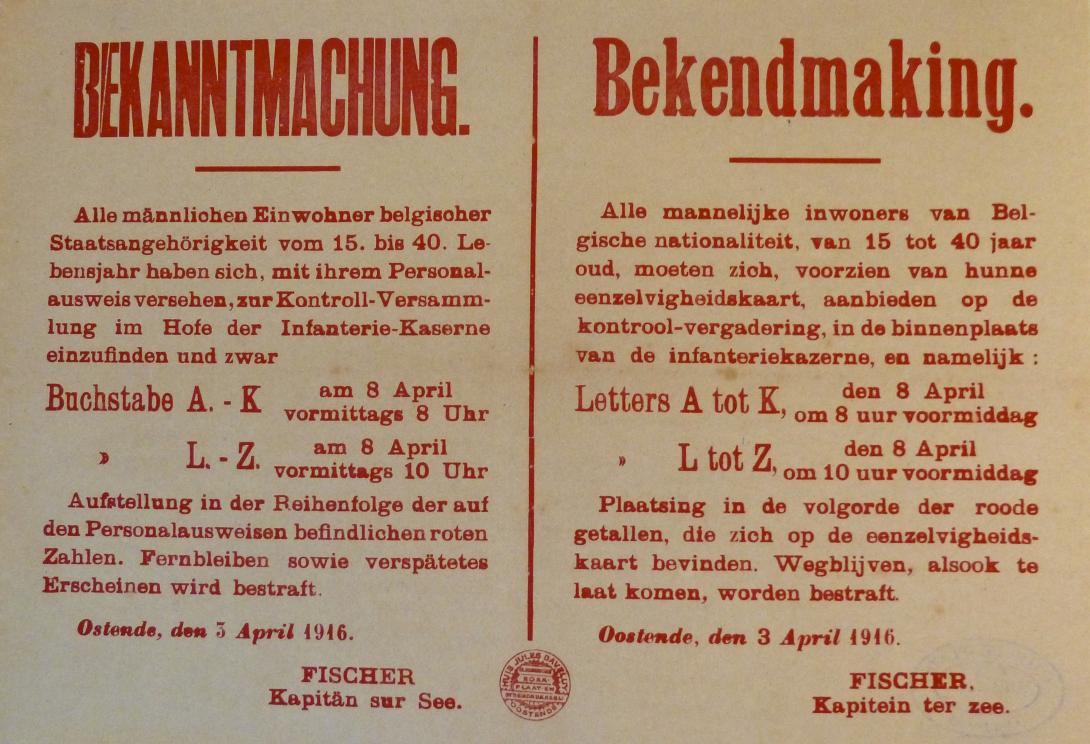 BEKANNTMACHUNG.
Alle männlichen Einwohner belgischer
Staatsangehörigkeit vom 15. bis 40. Le-
bensjahr haben sich, mit ihrem Personal-
ausweis versehen, zur Kontroll-Versamm-
lung im Hofe der Infanterie-Kaserne
einzufinden und zwar
Buchstabe A. - K am 8 April
vormittags 8 Uhr
» L. - Z. am 8 April
vormittags 10 Uhr
Aufstellung in der Reihenfolge der auf
den Personalausweisen befindlichen roten
Zahlen. Fernbleiben sowie verspätetes
Erscheinen wird bestraft.
Ostende, den 3 April 1916.
FISCHER
Kapitän sur See.
Bekendmaking.
Alle mannelijke inwoners van Bel-
gische nationaliteit, van 15 tot 40 jaar
oud, moeten zich, voorzien van hunne
eenzelvigheidskaart, aanbieden op de
kontrool-vergadering, in de binnenplaats
van de infanteriekazerne, en namelijk :
Letters A tot K, den 8 April
om 8 uur voormiddag
» L tot Z, den 8 April
om 10 uur voormiddag
Plaatsing in de volgorde der roode
getallen, die zich op de eenzelvigheids-
kaart bevinden. Wegblijven, alsook te
laat komen, worden bestraft.
Oostende, den 3 April 1916.
FISCHER,
Kapitein ter zee.
HUIS JULES DAVELUY
OOSTENDE